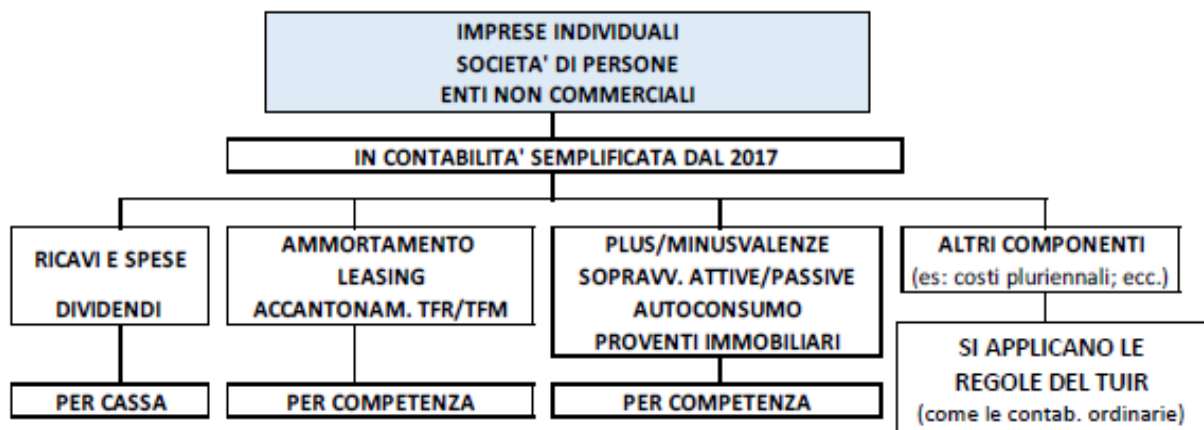 IMPRESE INDIVIDUALI
SOCIETA' DI PERSONE
ENTI NON COMMERCIALI
IN CONTABILITA' SEMPLIFICATA DAL 2017
RICAVI E SPESE
DIVIDENDI
PER CASSA
AMMORTAMENTO
LEASING
ACCANTONAM. TFR/TFM
PER COMPETENZA
PLUS/MINUSVALENZE
SOPRAVV. ATTIVE/PASSIVE
AUTOCONSUMO
PROVENTI IMMOBILIARI
PER COMPETENZA
ALTRI COMPONENTI
(es: costi pluriennali; ecc.)
SI APPLICANO LE
REGOLE DEL TUIR
(come le contab. ordinarie)